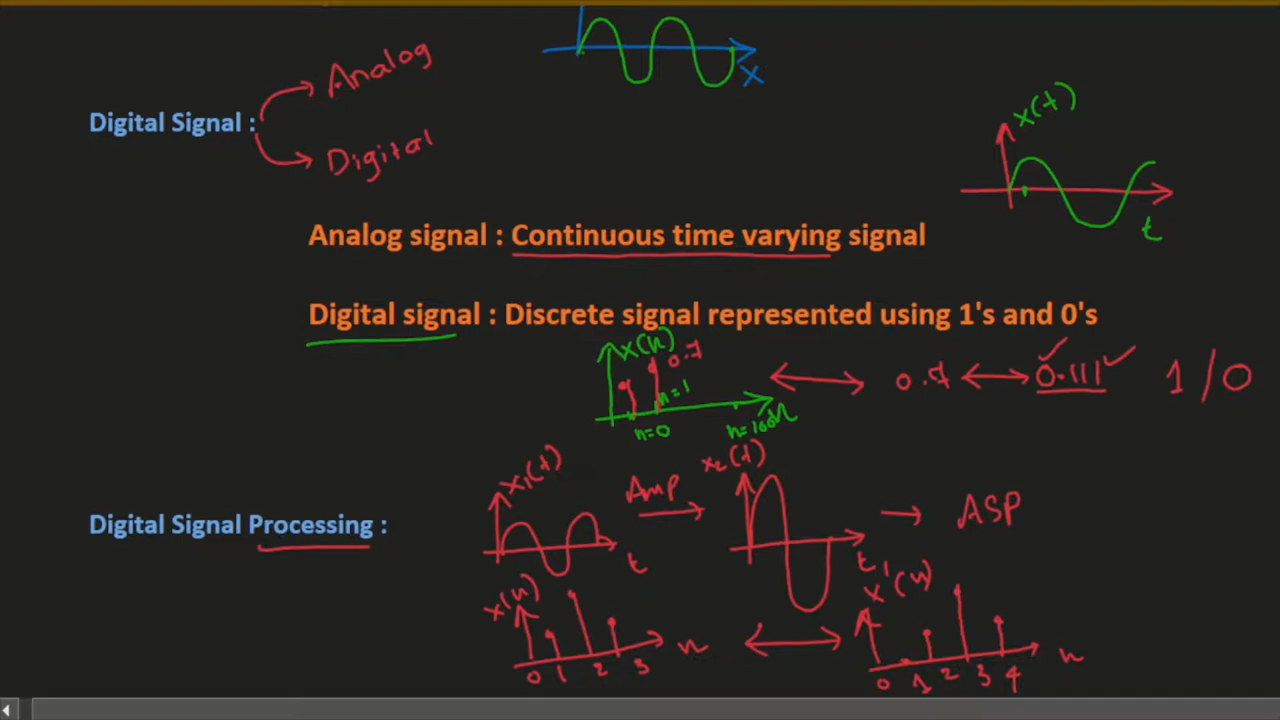 x
Analog
Digital Signal :
Digital
x(t)
t
Analog signal : Continuous time varying signal
Digital signal : Discrete signal represented using 1's and 0's
x(n)
0.7
n=1
n=0
0.111
1/0
x₁(t)
Amp
x₂(t)
ASP
Digital Signal Processing :
t
t
x(n)
x'(n)
n
0 1 2 3
n
0 1 2 3 4